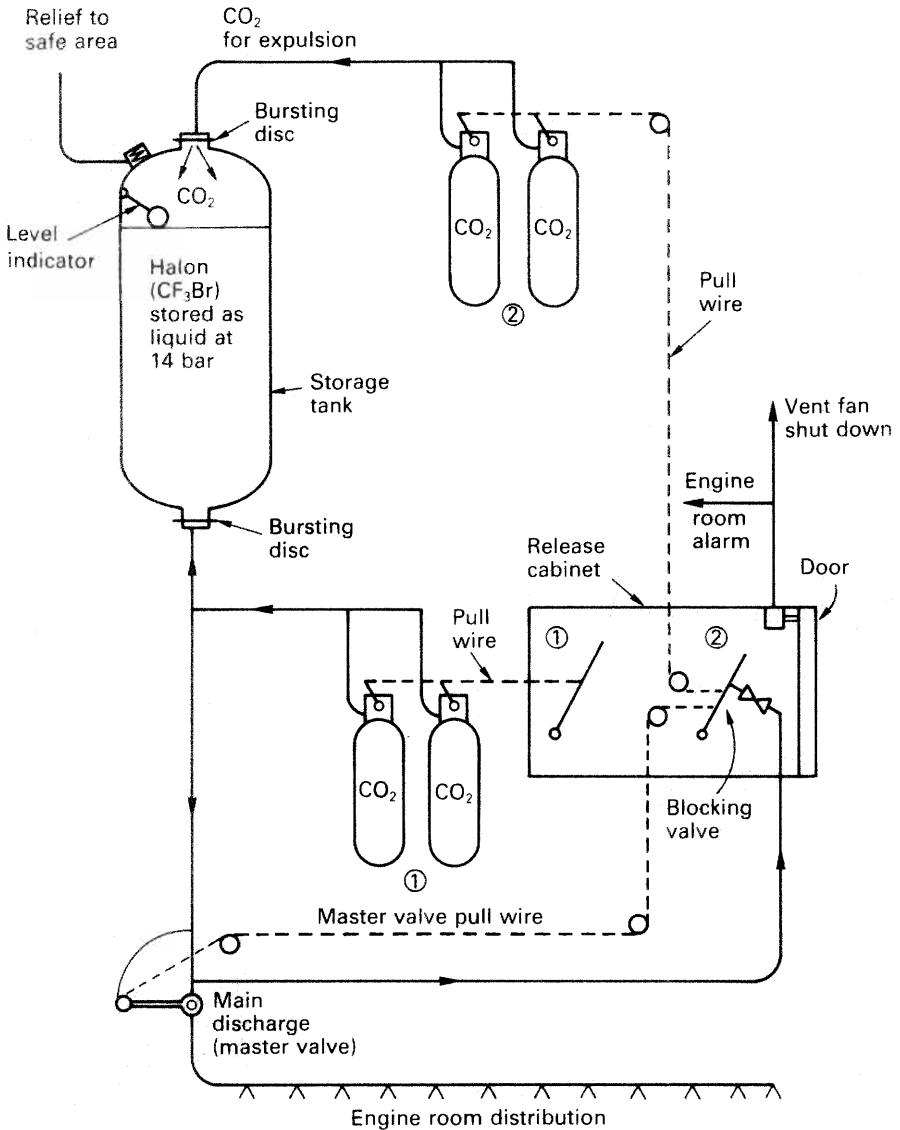 Relief to
safe area
CO₂
for expulsion
Bursting
disc
CO₂
Level
indicator
Halon
(CF₃Br)
stored as
liquid at
14 bar
Storage
tank
Bursting
disc
CO₂
CO₂
②
Pull
wire
Vent fan
shut down
Engine
room
alarm
Release
cabinet
Door
Pull
wire
①
②
CO₂
CO₂
①
Blocking
valve
Master valve pull wire
Main
discharge
(master valve)
Engine room distribution